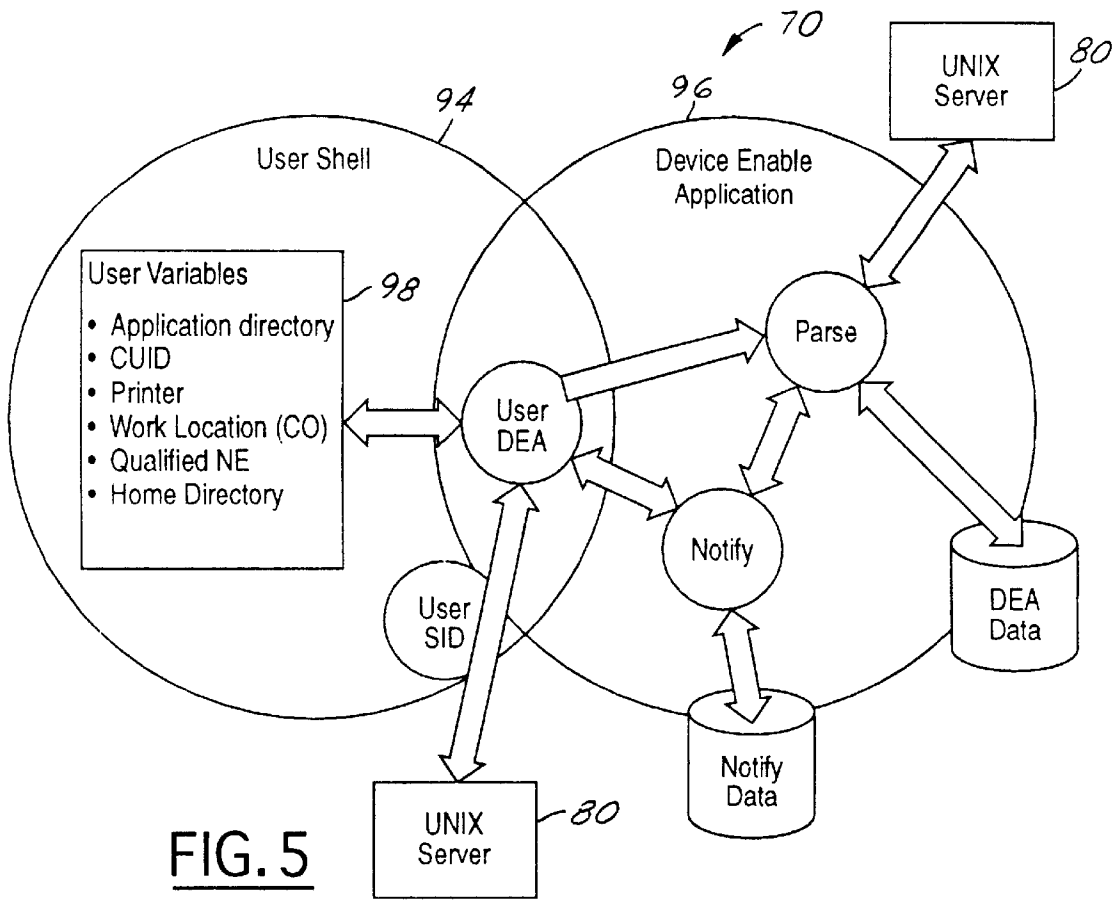 70
UNIX
Server
80
94
96
User Shell
Device Enable
Application
User Variables
98
• Application directory
• CUID
• Printer
• Work Location (CO)
• Qualified NE
• Home Directory
Parse
User
DEA
Notify
User
SID
DEA
Data
Notify
Data
UNIX
Server
80
FIG. 5